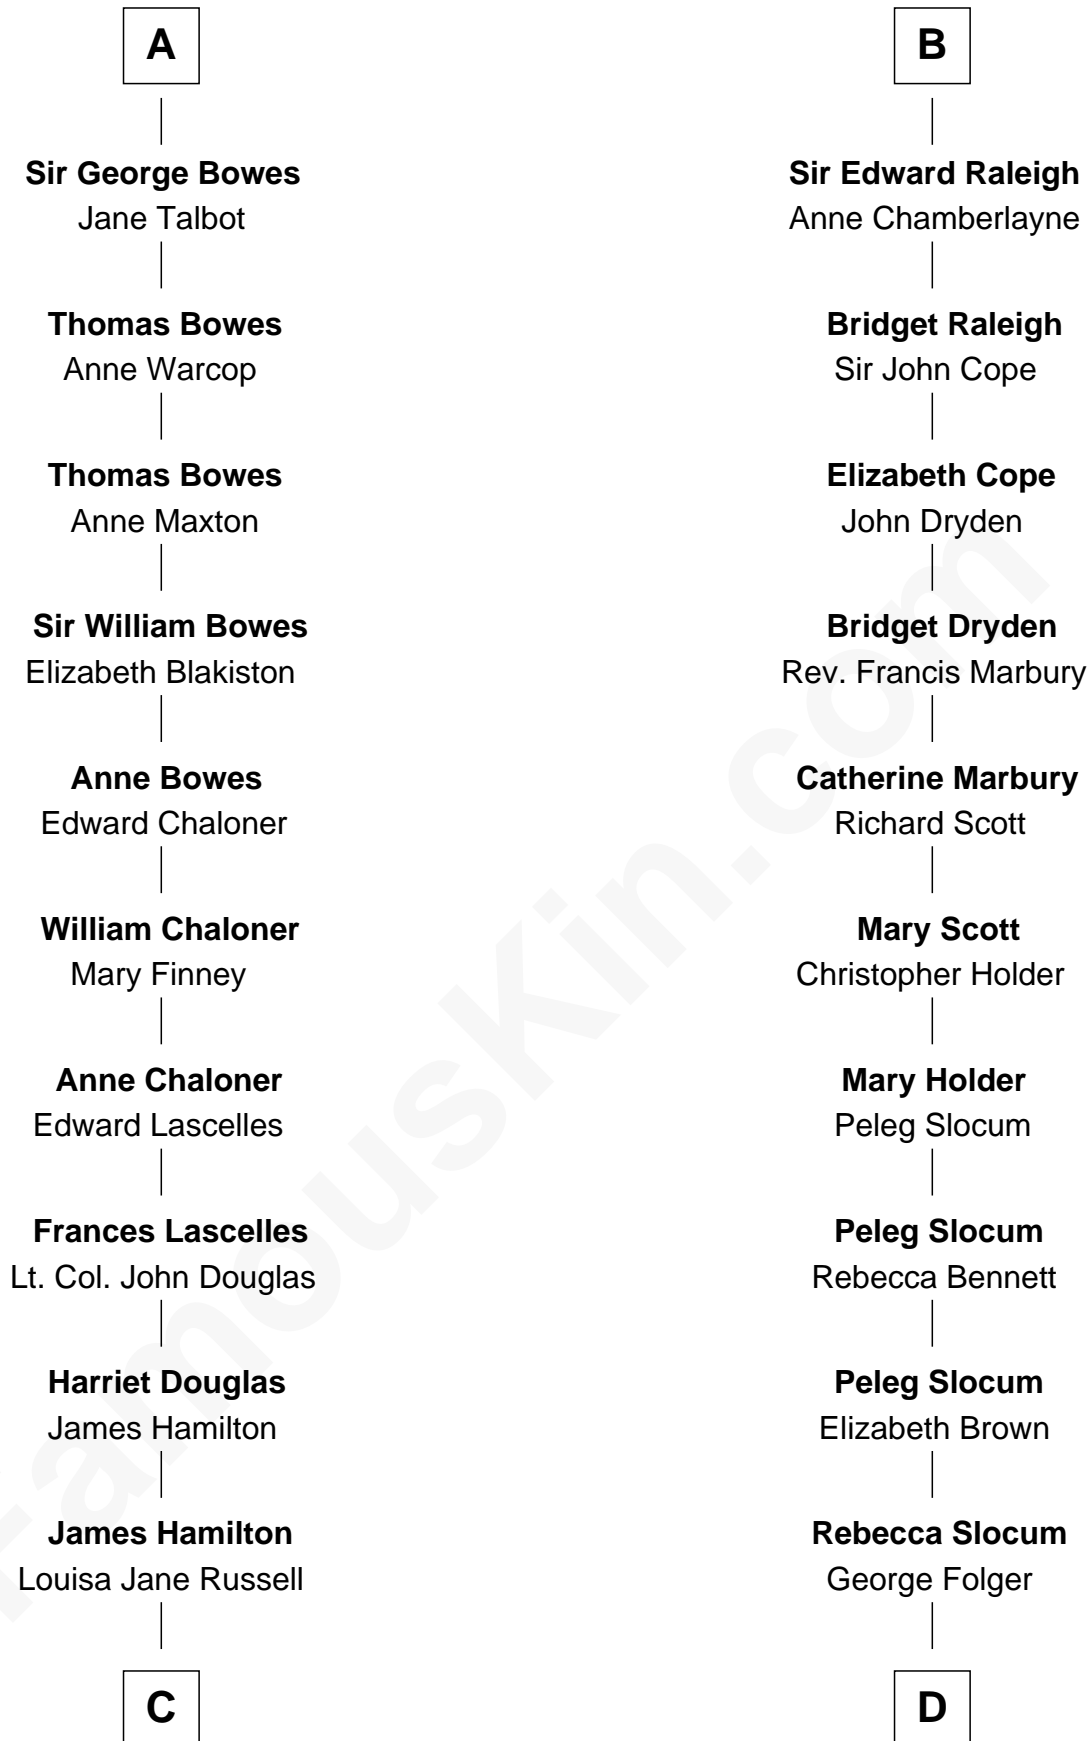 A
Sir George Bowes
Jane Talbot
Thomas Bowes
Anne Warcop
Thomas Bowes
Anne Maxton
Sir William Bowes
Elizabeth Blakiston
Anne Bowes
Edward Chaloner
William Chaloner
Mary Finney
Anne Chaloner
Edward Lascelles
Frances Lascelles
Lt. Col. John Douglas
Harriet Douglas
James Hamilton
James Hamilton
Louisa Jane Russell
C
B
Sir Edward Raleigh
Anne Chamberlayne
Bridget Raleigh
Sir John Cope
Elizabeth Cope
John Dryden
Bridget Dryden
Rev. Francis Marbury
Catherine Marbury
Richard Scott
Mary Scott
Christopher Holder
Mary Holder
Peleg Slocum
Peleg Slocum
Rebecca Bennett
Peleg Slocum
Elizabeth Brown
Rebecca Slocum
George Folger
D
FamousKin.com